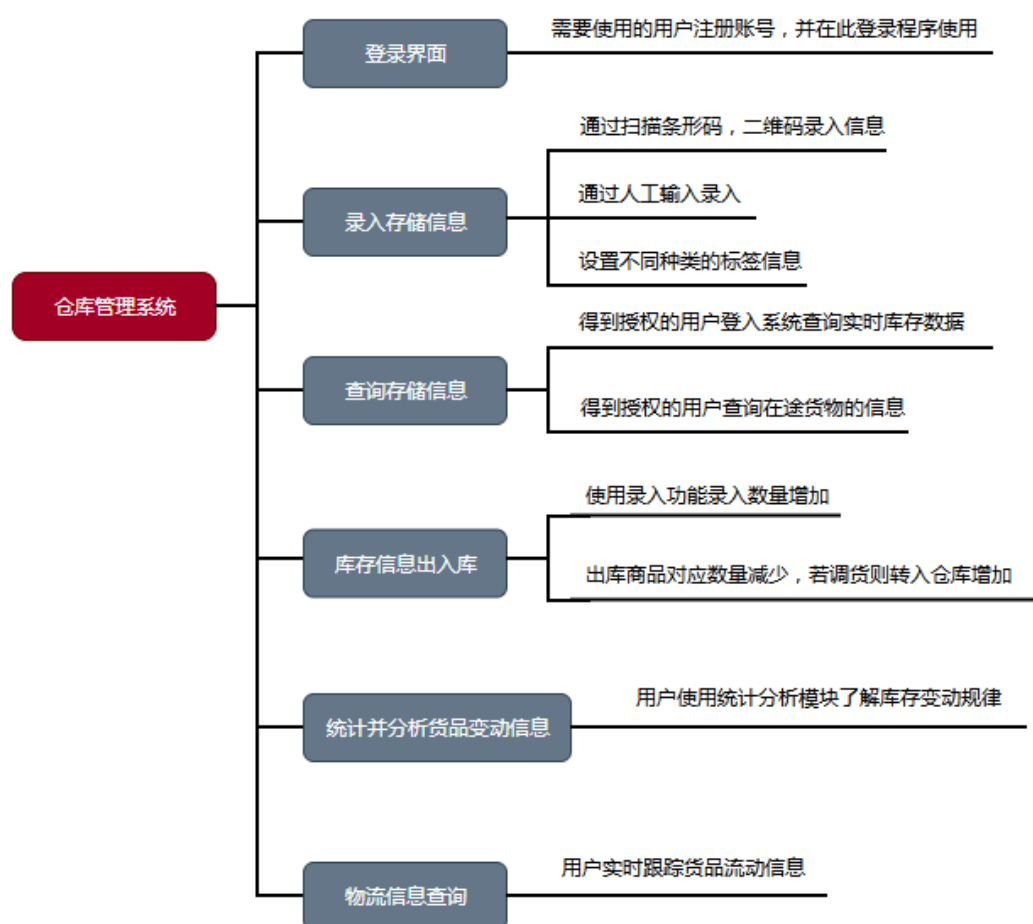 仓库管理系统
登录界面
需要使用的用户注册账号，并在此登录程序使用
录入存储信息
通过扫描条形码，二维码录入信息
通过人工输入录入
设置不同种类的标签信息
查询存储信息
得到授权的用户登入系统查询实时库存数据
得到授权的用户查询在途货物的信息
库存信息出入库
使用录入功能录入数量增加
出库商品对应数量减少，若调货则转入仓库增加
统计并分析货品变动信息
用户使用统计分析模块了解库存变动规律
物流信息查询
用户实时跟踪货品流动信息